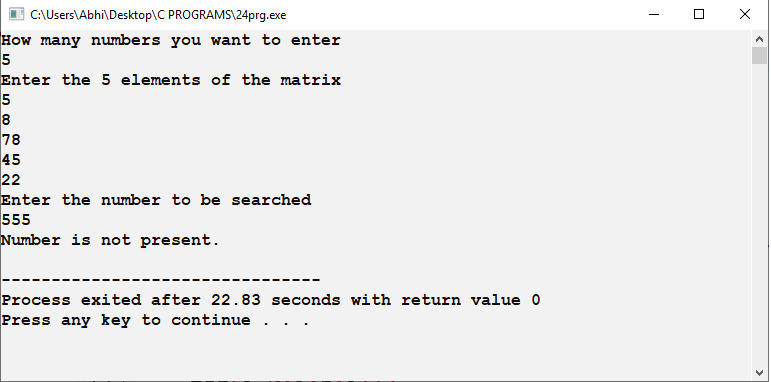 C:\Users\Abhi\Desktop\C PROGRAMS\24prg.exe
How many numbers you want to enter
5
Enter the 5 elements of the matrix
5
8
78
45
22
Enter the number to be searched
555
Number is not present.
--------------------------------
Process exited after 22.83 seconds with return value 0
Press any key to continue . . .